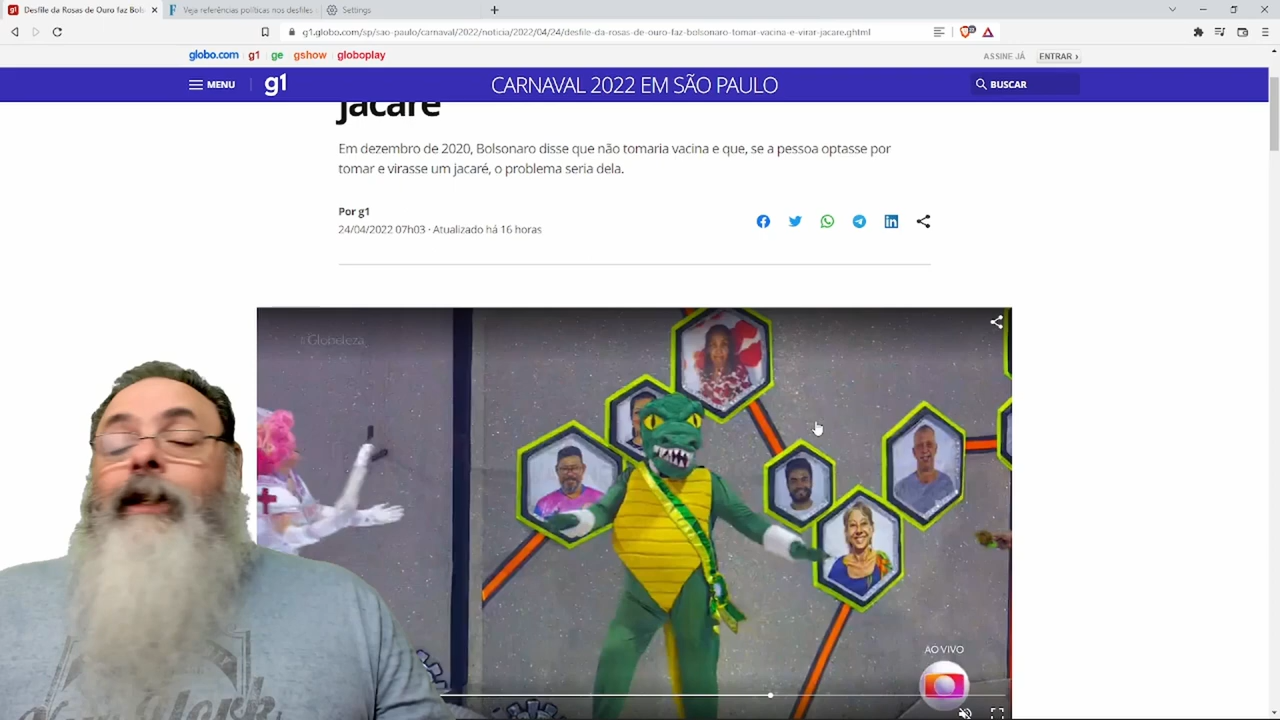 g1 Desfile da Rosas de Ouro faz Bols
F Veja referências políticas nos desfiles
Settings
g1.globo.com/sp/sao-paulo/carnaval/2022/noticia/2022/04/24/desfile-da-rosas-de-ouro-faz-bolsonaro-tomar-vacina-e-virar-jacare.ghtml
globo.com g1 ge gshow globoplay
ASSINE JÁ ENTRAR ›
MENU g1 CARNAVAL 2022 EM SÃO PAULO BUSCAR
jacaré
Em dezembro de 2020, Bolsonaro disse que não tomaria vacina e que, se a pessoa optasse por
tomar e virasse um jacaré, o problema seria dela.
Por g1
24/04/2022 07h03 · Atualizado há 16 horas
Globeleza
AO VIVO